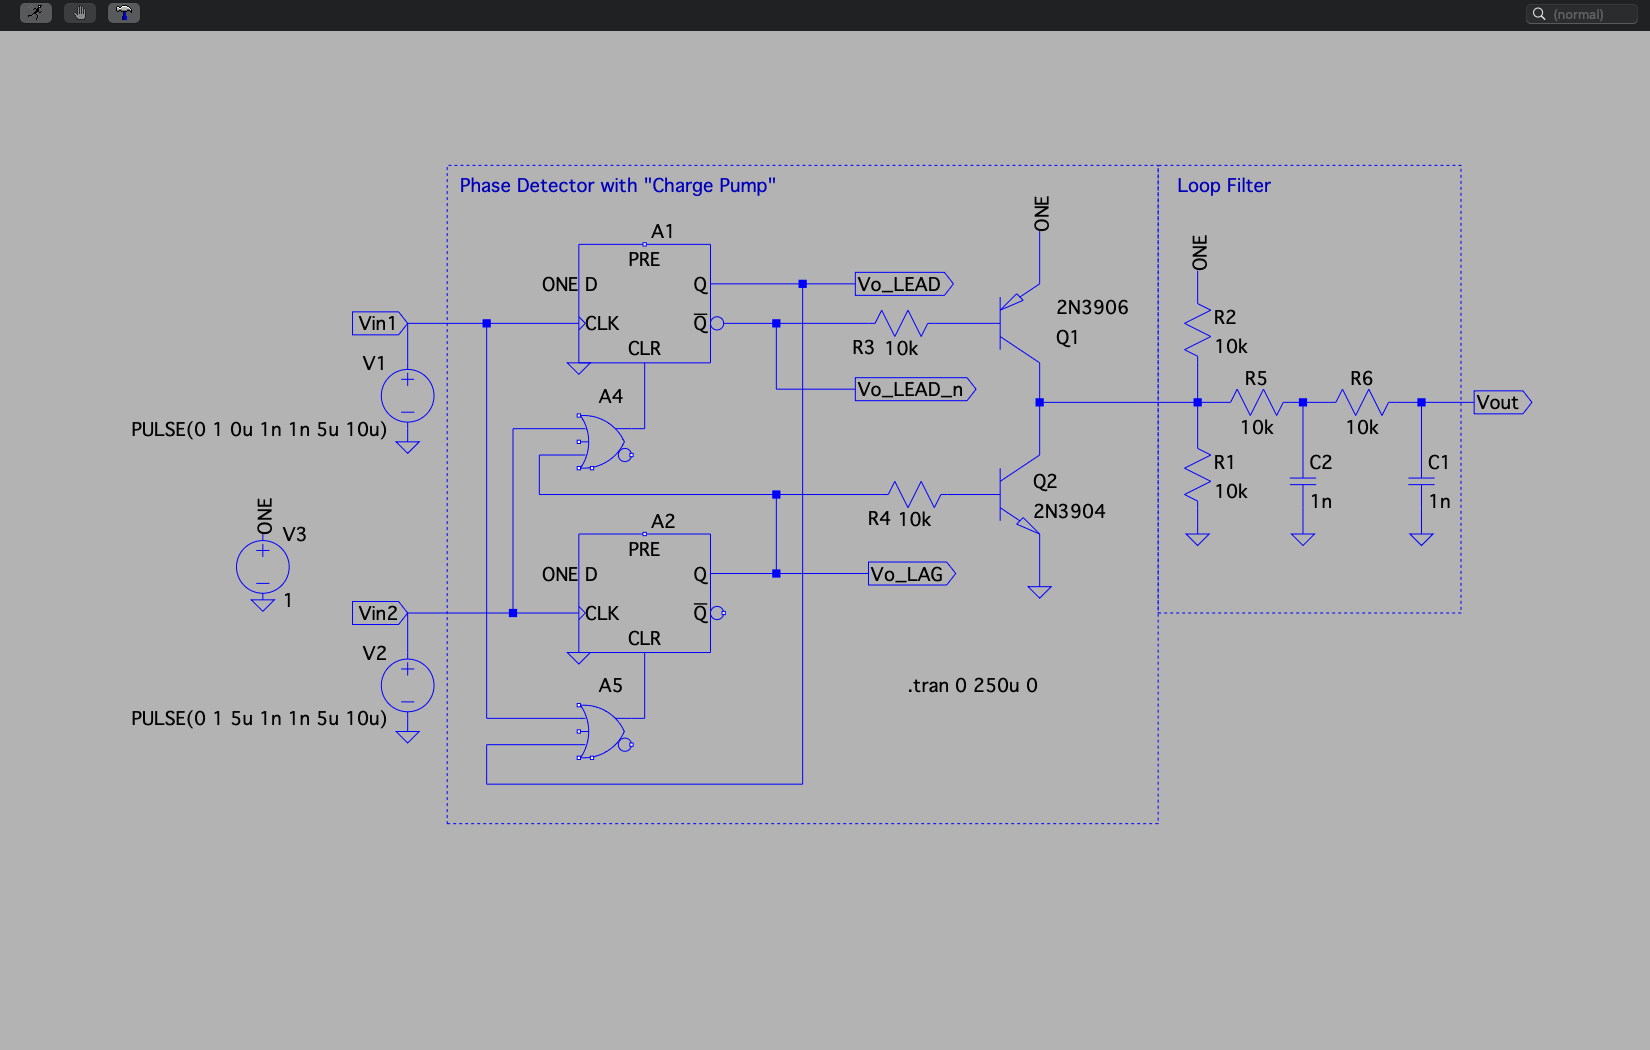 (normal)
Phase Detector with "Charge Pump"
Loop Filter
ONE
A1
PRE
ONE D
Q
Vo_LEAD
ONE
Vin1
CLK
Q̅
R3 10k
2N3906
Q1
R2
10k
CLR
V1
Vo_LEAD_n
A4
R5
10k
R6
10k
Vout
PULSE(0 1 0u 1n 1n 5u 10u)
R1
10k
C2
1n
C1
1n
Q2
2N3904
R4 10k
ONE
V3
1
A2
PRE
ONE D
Q
Vo_LAG
Vin2
CLK
Q̅
CLR
V2
A5
.tran 0 250u 0
PULSE(0 1 5u 1n 1n 5u 10u)